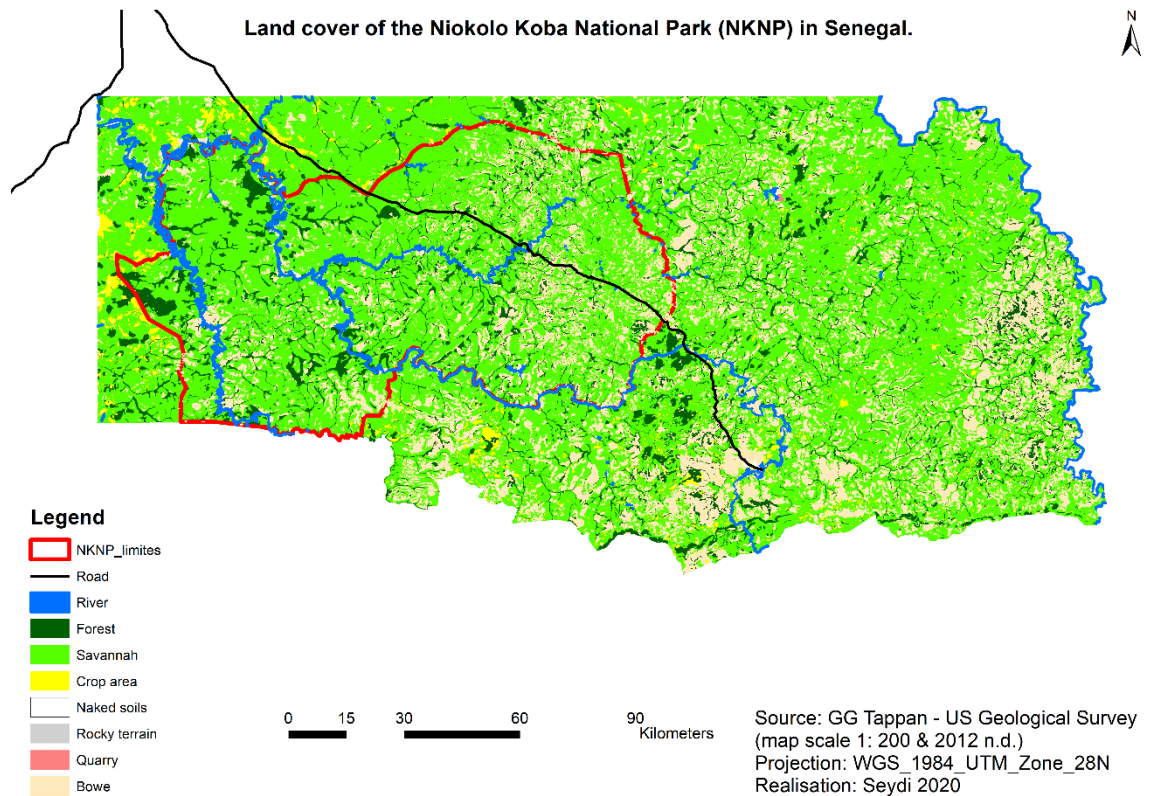 Land cover of the Niokolo Koba National Park (NKNP) in Senegal.
N
Legend
NKNP_limites
Road
River
Forest
Savannah
Crop area
Naked soils
Rocky terrain
Quarry
Bowe
0 15 30 60 90
Kilometers
Source: GG Tappan - US Geological Survey
(map scale 1: 200 & 2012 n.d.)
Projection: WGS_1984_UTM_Zone_28N
Realisation: Seydi 2020